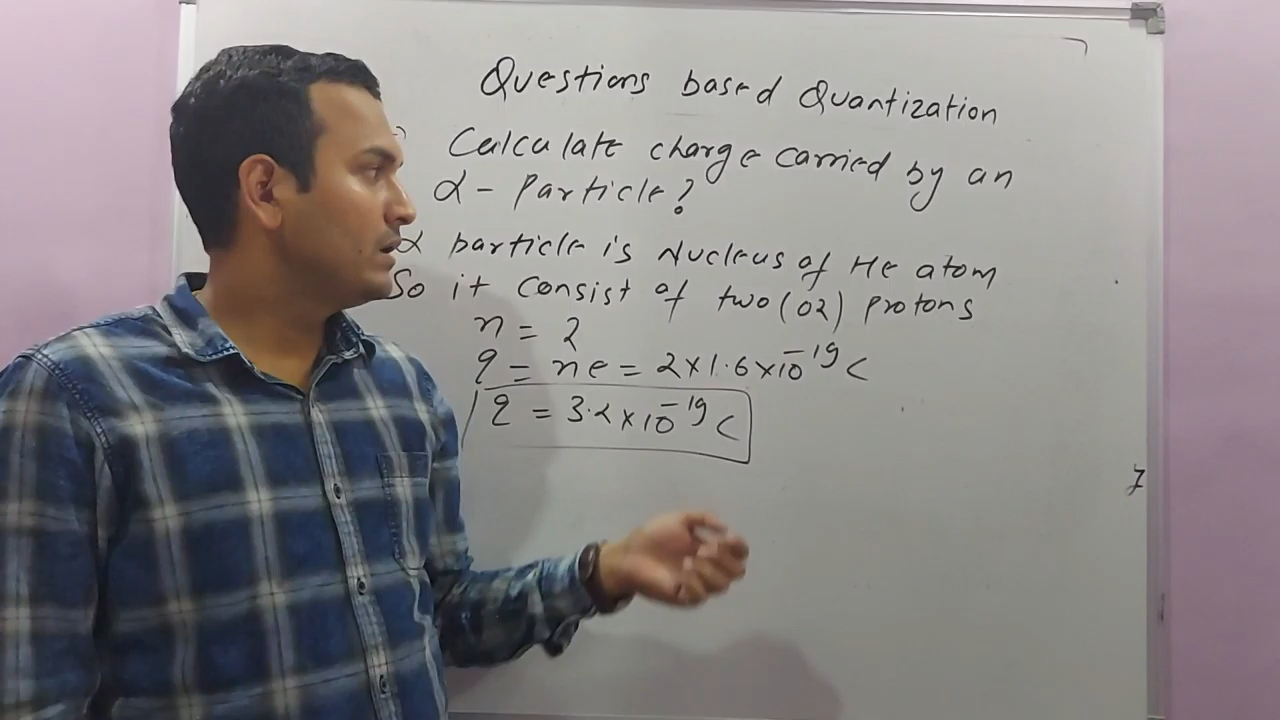 Questions based Quantization
Calculate charge carried by an
α - Particle?
α particle is Nucleus of He atom
So it consist of two (02) protons
n = 2
q = ne = 2×1.6×10⁻¹⁹ C
q = 3.2×10⁻¹⁹ C